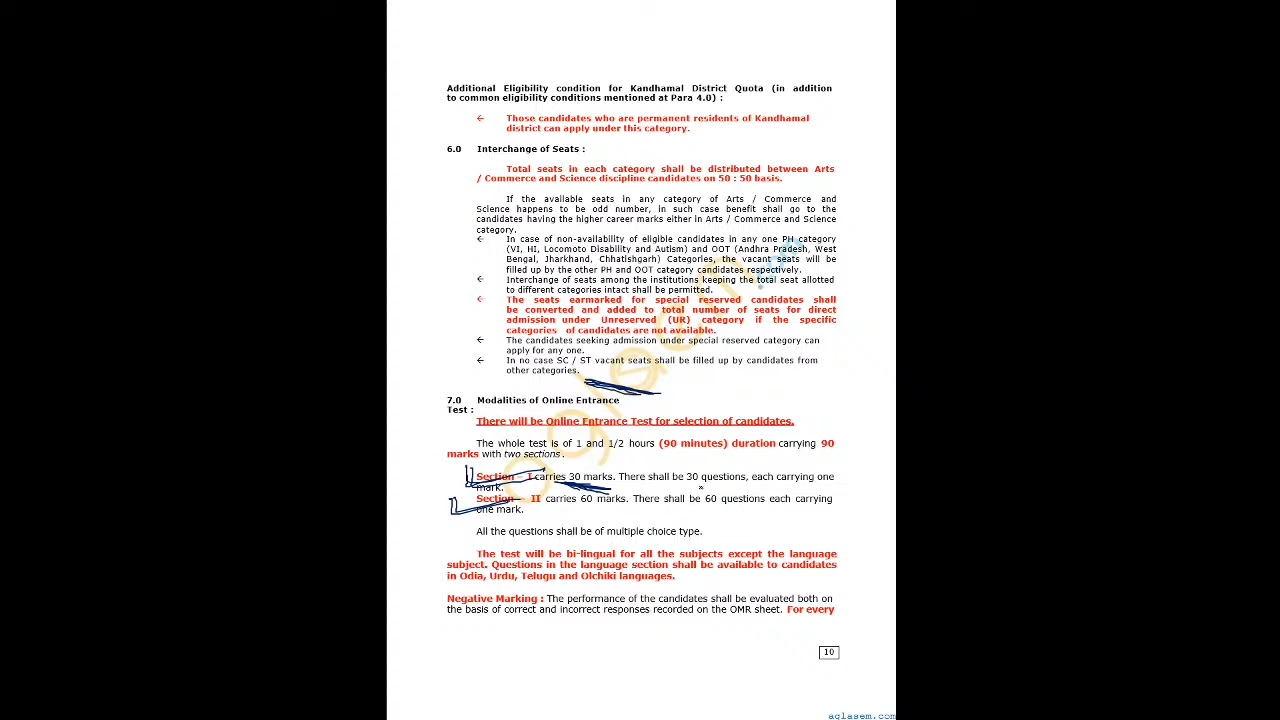 Additional Eligibility condition for Kandhamal District Quota (in addition
to common eligibility conditions mentioned at Para 4.0) :
← Those candidates who are permanent residents of Kandhamal
district can apply under this category.
6.0 Interchange of Seats :
Total seats in each category shall be distributed between Arts
/ Commerce and Science discipline candidates on 50 : 50 basis.
If the available seats in any category of Arts / Commerce and
Science happens to be odd number, in such case benefit shall go to the
candidates having the higher career marks either in Arts / Commerce and Science
category.
← In case of non-availability of eligible candidates in any one PH category
(VI, HI, Locomoto Disability and Autism) and OOT (Andhra Pradesh, West
Bengal, Jharkhand, Chhatishgarh) Categories, the vacant seats will be
filled up by the other PH and OOT category candidates respectively.
← Interchange of seats among the institutions keeping the total seat allotted
to different categories intact shall be permitted.
← The seats earmarked for special reserved candidates shall
be converted and added to total number of seats for direct
admission under Unreserved (UR) category if the specific
categories of candidates are not available.
← The candidates seeking admission under special reserved category can
apply for any one.
← In no case SC / ST vacant seats shall be filled up by candidates from
other categories.
7.0 Modalities of Online Entrance
Test :
There will be Online Entrance Test for selection of candidates.
The whole test is of 1 and 1/2 hours (90 minutes) duration carrying 90
marks with two sections .
Section – I carries 30 marks. There shall be 30 questions, each carrying one
mark.
Section – II carries 60 marks. There shall be 60 questions each carrying
one mark.
All the questions shall be of multiple choice type.
The test will be bi-lingual for all the subjects except the language
subject. Questions in the language section shall be available to candidates
in Odia, Urdu, Telugu and Olchiki languages.
Negative Marking : The performance of the candidates shall be evaluated both on
the basis of correct and incorrect responses recorded on the OMR sheet. For every
10
aglasem.com